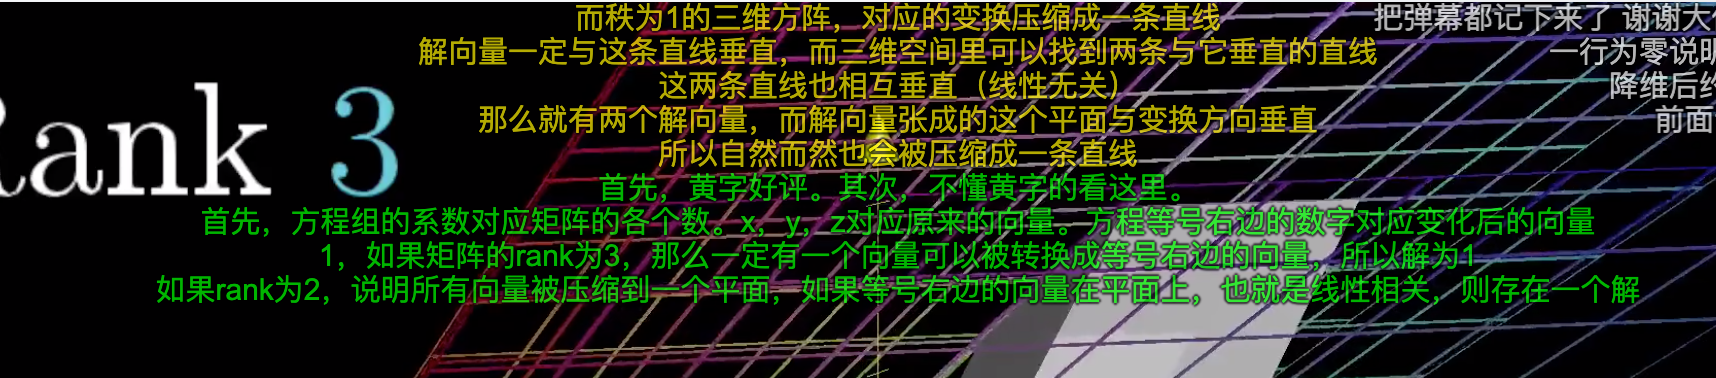 而秩为1的三维方阵，对应的变换压缩成一条直线
把弹幕都记下来了 谢谢大
解向量一定与这条直线垂直，而三维空间里可以找到两条与它垂直的直线
一行为零说明
这两条直线也相互垂直（线性无关）
降维后约
Rank 3
那么就有两个解向量，而解向量张成的这个平面与变换方向垂直
前面
所以自然而然也会被压缩成一条直线
首先，黄字好评。其次，不懂黄字的看这里。
首先，方程组的系数对应矩阵的各个数。x，y，z对应原来的向量。方程等号右边的数字对应变化后的向量
1，如果矩阵的rank为3，那么一定有一个向量可以被转换成等号右边的向量，所以解为1
如果rank为2，说明所有向量被压缩到一个平面，如果等号右边的向量在平面上，也就是线性相关，则存在一个解